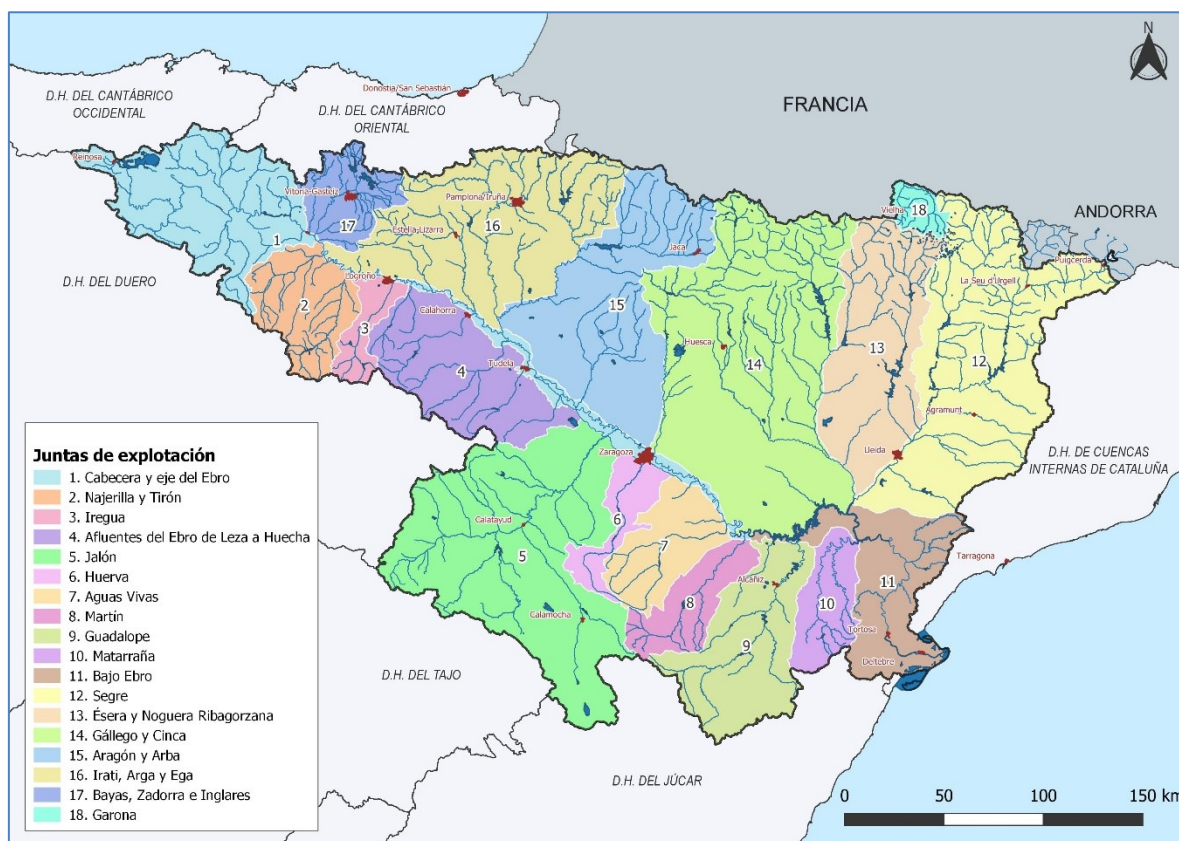 N
Donostia/San Sebastián
D.H. DEL CANTÁBRICO
OCCIDENTAL
D.H. DEL CANTÁBRICO
ORIENTAL
FRANCIA
Reinosa
Vitoria-Gasteiz
Pamplona/Iruña
Vielha
18
ANDORRA
17
Estella-Lizarra
16
1
Jaca
Puigcerdà
La Seu d'Urgell
D.H. DEL DUERO
Logroño
2
3
Calahorra
15
Huesca
14
13
12
4
Tudela
Agramunt
Zaragoza
Lleida
D.H. DE CUENCAS
INTERNAS DE CATALUÑA
Calatayud
6
5
7
Tarragona
Alcañiz
11
Calamocha
8
10
Tortosa
9
Deltebre
D.H. DEL TAJO
D.H. DEL JÚCAR
Juntas de explotación
1. Cabecera y eje del Ebro
2. Najerilla y Tirón
3. Iregua
4. Afluentes del Ebro de Leza a Huecha
5. Jalón
6. Huerva
7. Aguas Vivas
8. Martín
9. Guadalope
10. Matarraña
11. Bajo Ebro
12. Segre
13. Ésera y Noguera Ribagorzana
14. Gállego y Cinca
15. Aragón y Arba
16. Irati, Arga y Ega
17. Bayas, Zadorra e Inglares
18. Garona
0 50 100 150 km